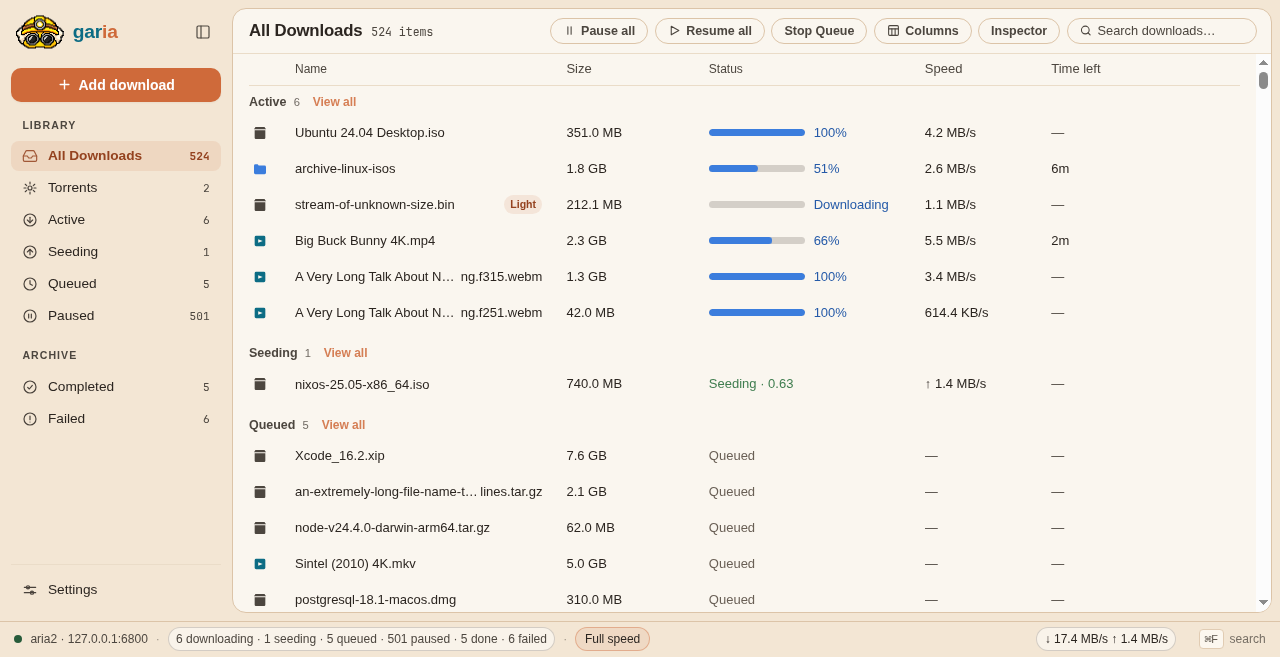 garia
Add download
LIBRARY
All Downloads 524
Torrents 2
Active 6
Seeding 1
Queued 5
Paused 501
ARCHIVE
Completed 5
Failed 6
Settings
All Downloads 524 items
Pause all
Resume all
Stop Queue
Columns
Inspector
Search downloads…
Name Size Status Speed Time left
Active 6 View all
Ubuntu 24.04 Desktop.iso 351.0 MB 100% 4.2 MB/s —
archive-linux-isos 1.8 GB 51% 2.6 MB/s 6m
stream-of-unknown-size.bin Light 212.1 MB Downloading 1.1 MB/s —
Big Buck Bunny 4K.mp4 2.3 GB 66% 5.5 MB/s 2m
A Very Long Talk About N… ng.f315.webm 1.3 GB 100% 3.4 MB/s —
A Very Long Talk About N… ng.f251.webm 42.0 MB 100% 614.4 KB/s —
Seeding 1 View all
nixos-25.05-x86_64.iso 740.0 MB Seeding · 0.63 ↑ 1.4 MB/s —
Queued 5 View all
Xcode_16.2.xip 7.6 GB Queued — —
an-extremely-long-file-name-t… lines.tar.gz 2.1 GB Queued — —
node-v24.4.0-darwin-arm64.tar.gz 62.0 MB Queued — —
Sintel (2010) 4K.mkv 5.0 GB Queued — —
postgresql-18.1-macos.dmg 310.0 MB Queued — —
aria2 · 127.0.0.1:6800 · 6 downloading · 1 seeding · 5 queued · 501 paused · 5 done · 6 failed · Full speed ↓ 17.4 MB/s ↑ 1.4 MB/s ⌘F search